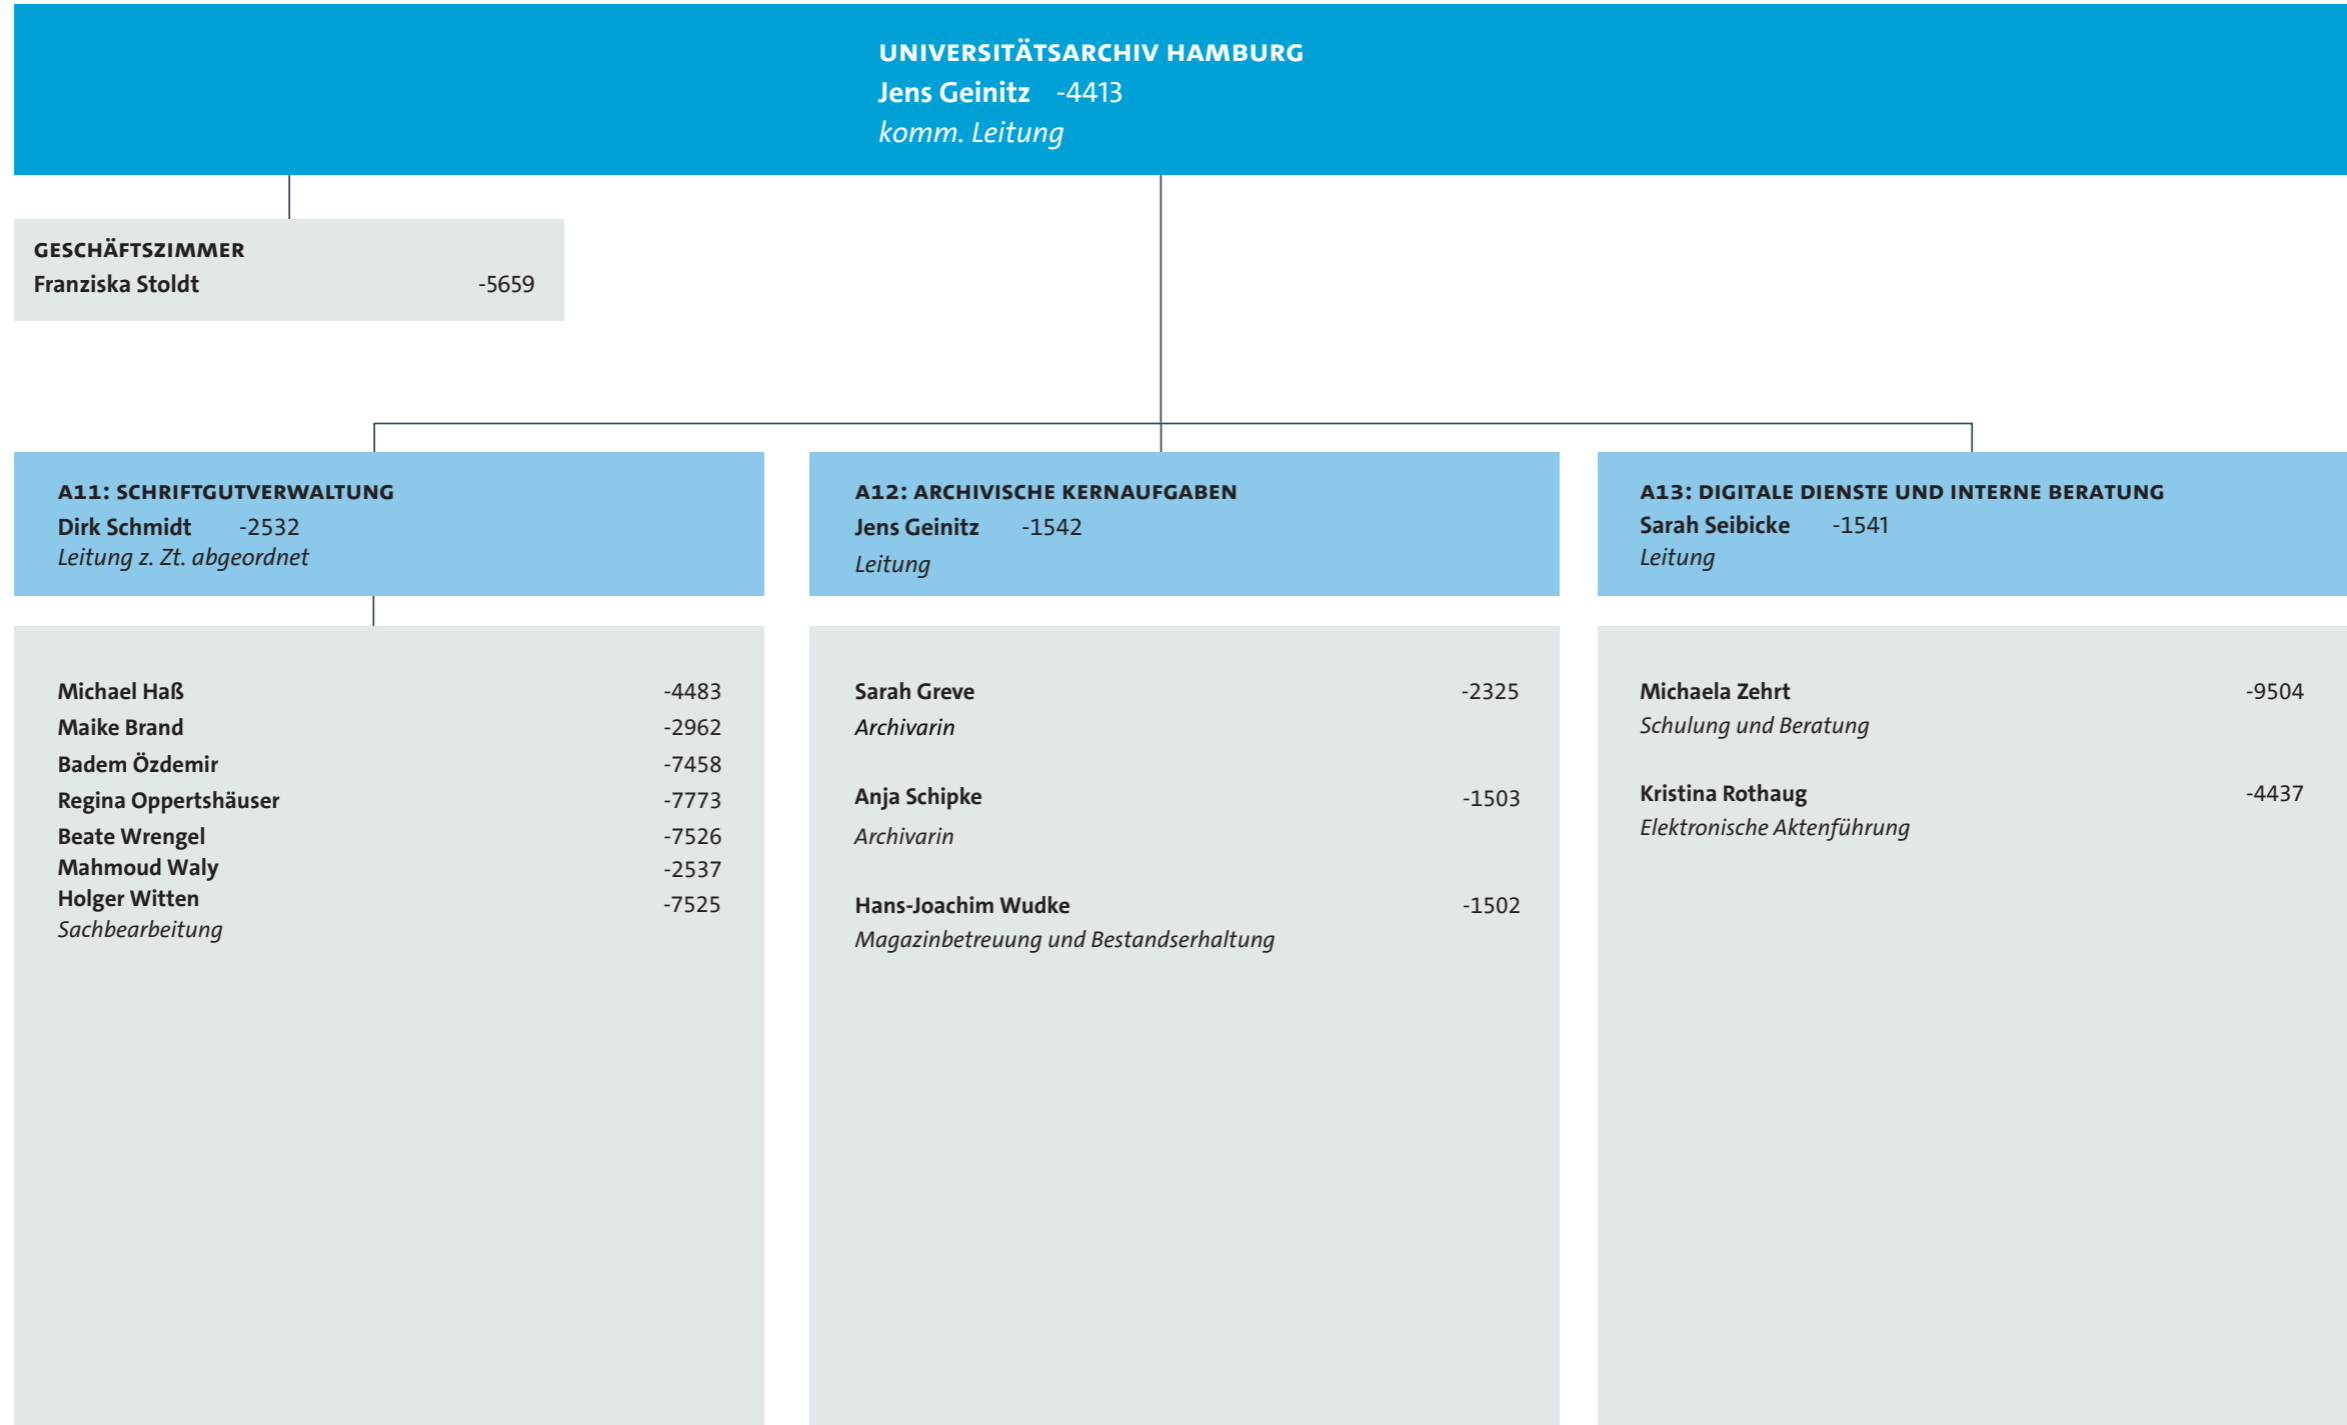 UNIVERSITÄTSARCHIV HAMBURG
Jens Geinitz -4413
komm. Leitung
GESCHÄFTSZIMMER
Franziska Stoldt -5659
A11: SCHRIFTGUTVERWALTUNG
Dirk Schmidt -2532
Leitung z. Zt. abgeordnet
Michael Haß -4483
Maike Brand -2962
Badem Özdemir -7458
Regina Oppertshäuser -7773
Beate Wrengel -7526
Mahmoud Waly -2537
Holger Witten -7525
Sachbearbeitung
A12: ARCHIVISCHE KERNAUFGABEN
Jens Geinitz -1542
Leitung
Sarah Greve -2325
Archivarin
Anja Schipke -1503
Archivarin
Hans-Joachim Wudke -1502
Magazinbetreuung und Bestandserhaltung
A13: DIGITALE DIENSTE UND INTERNE BERATUNG
Sarah Seibicke -1541
Leitung
Michaela Zehrt -9504
Schulung und Beratung
Kristina Rothaug -4437
Elektronische Aktenführung